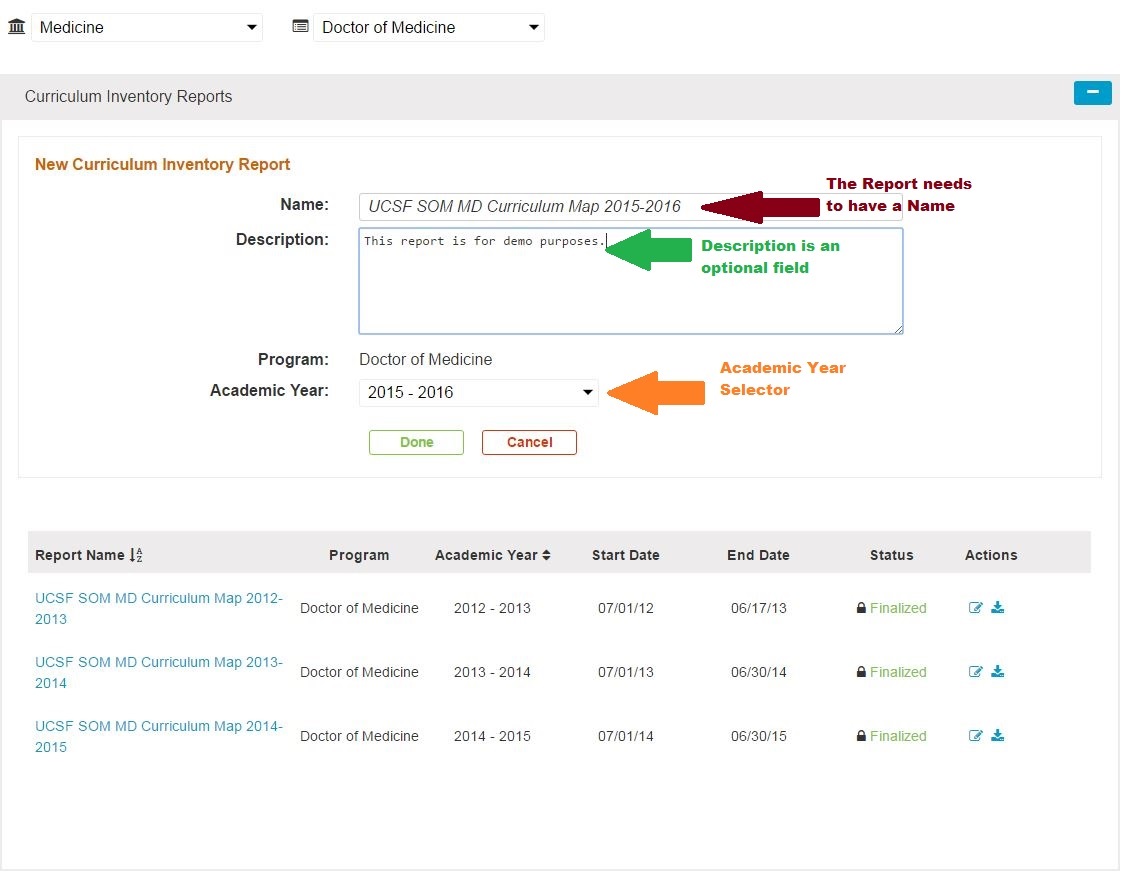 Medicine Doctor of Medicine
Curriculum Inventory Reports
New Curriculum Inventory Report
Name: UCSF SOM MD Curriculum Map 2015-2016
The Report needs
to have a Name
Description: This report is for demo purposes.
Description is an
optional field
Program: Doctor of Medicine
Academic Year: 2015 - 2016
Academic Year
Selector
Done Cancel
Report Name Program Academic Year Start Date End Date Status Actions
UCSF SOM MD Curriculum Map 2012-
2013 Doctor of Medicine 2012 - 2013 07/01/12 06/17/13 Finalized
UCSF SOM MD Curriculum Map 2013-
2014 Doctor of Medicine 2013 - 2014 07/01/13 06/30/14 Finalized
UCSF SOM MD Curriculum Map 2014-
2015 Doctor of Medicine 2014 - 2015 07/01/14 06/30/15 Finalized